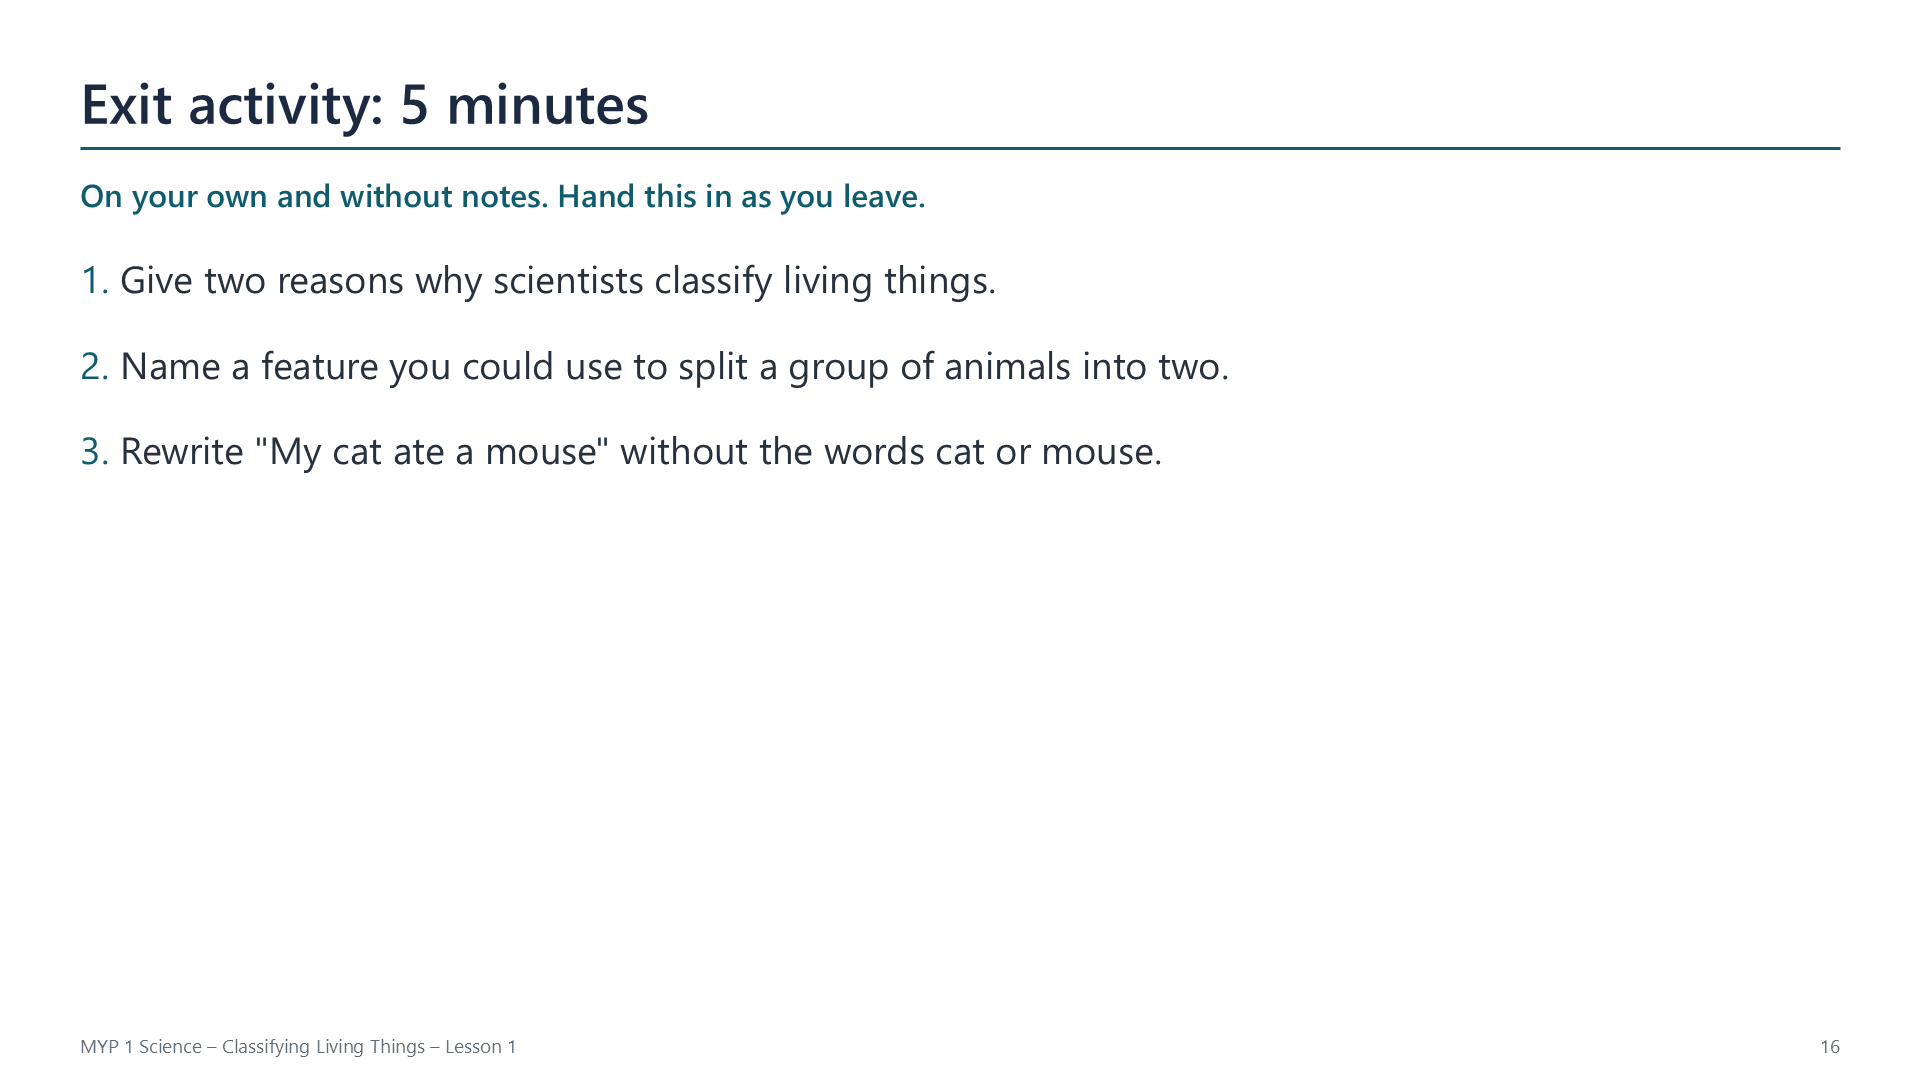 Exit activity: 5 minutes
On your own and without notes. Hand this in as you leave.
1. Give two reasons why scientists classify living things.
2. Name a feature you could use to split a group of animals into two.
3. Rewrite "My cat ate a mouse" without the words cat or mouse.
MYP 1 Science – Classifying Living Things – Lesson 1
16